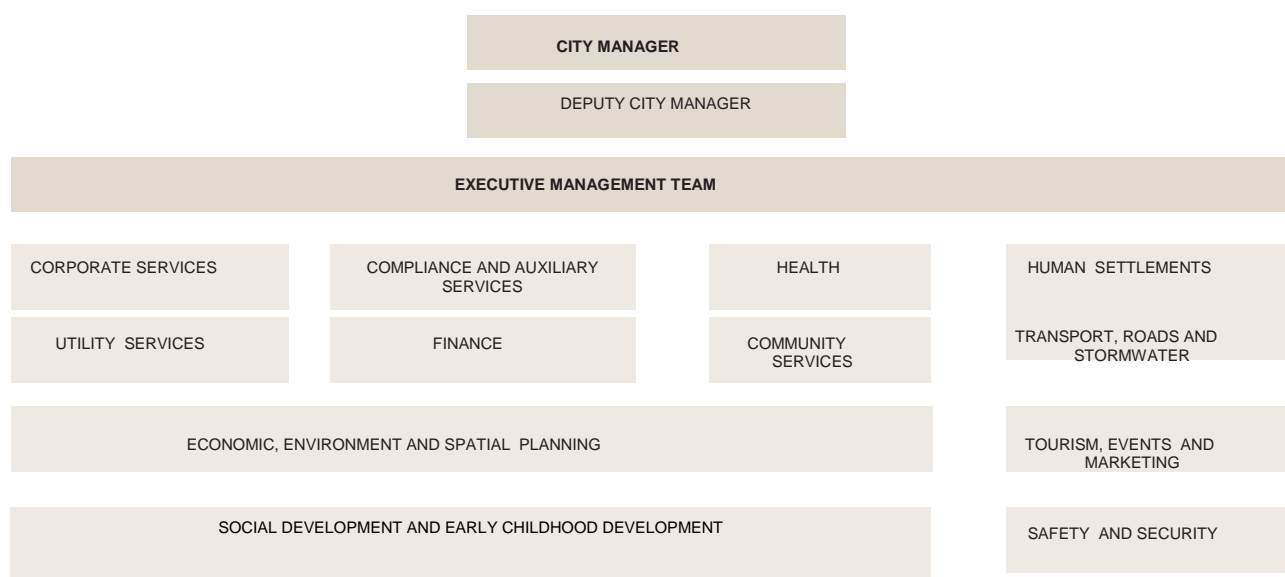 CITY MANAGER
DEPUTY CITY MANAGER
EXECUTIVE MANAGEMENT TEAM
CORPORATE SERVICES
COMPLIANCE AND AUXILIARY
SERVICES
HEALTH
HUMAN SETTLEMENTS
UTILITY SERVICES
FINANCE
COMMUNITY
SERVICES
TRANSPORT, ROADS AND
STORMWATER
ECONOMIC, ENVIRONMENT AND SPATIAL PLANNING
TOURISM, EVENTS AND
MARKETING
SOCIAL DEVELOPMENT AND EARLY CHILDHOOD DEVELOPMENT
SAFETY AND SECURITY